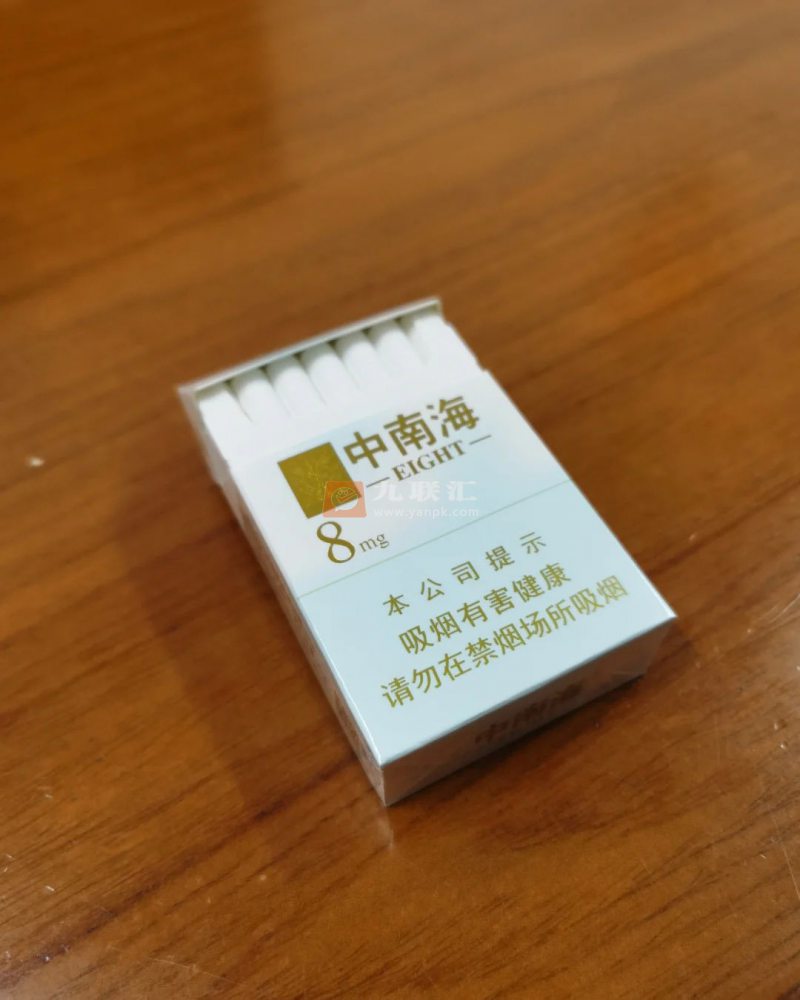 中南海
EIGHT
九联汇
www.yanpk.com
8mg
本公司提示
吸烟有害健康
请勿在禁烟场所吸烟
中南海